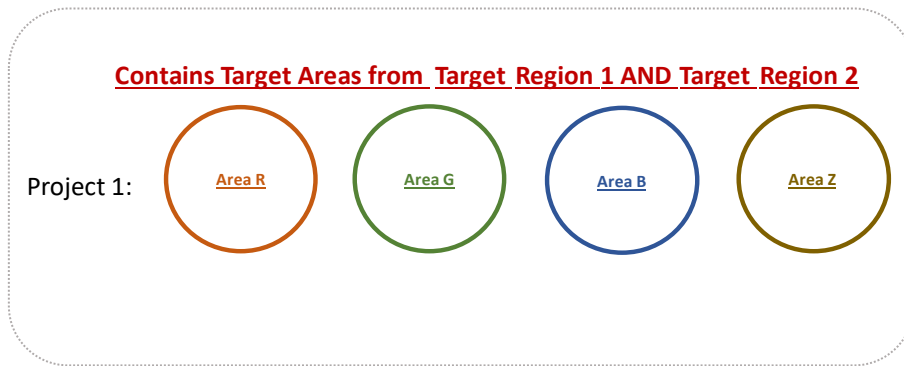 Contains Target Areas from Target Region 1 AND Target Region 2
Project 1:
Area R
Area G
Area B
Area Z